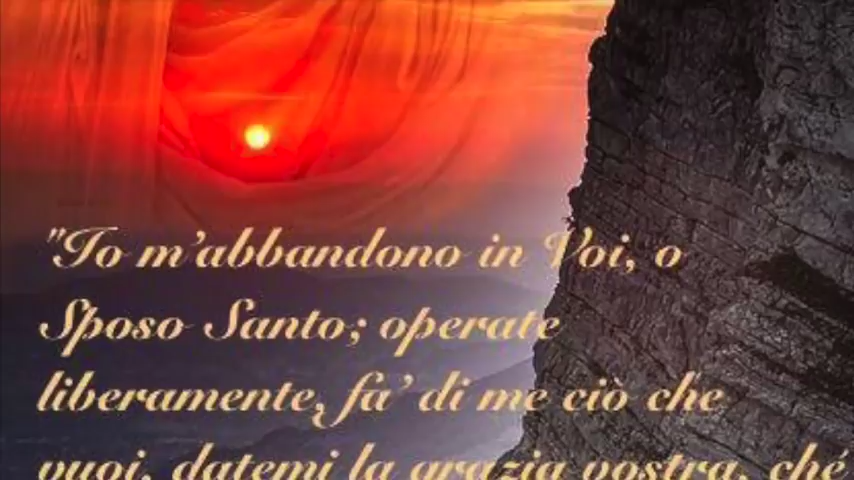 "Io m'abbandono in Voi, o
Sposo Santo; operate
liberamente, fa' di me ciò che
vuoi, datemi la grazia vostra, ché